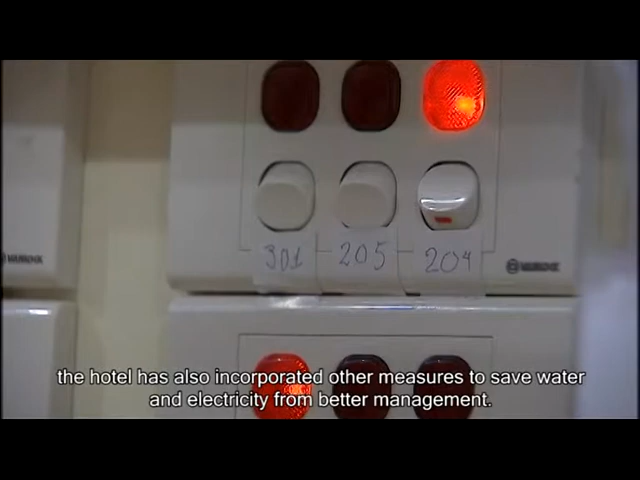 301 205 204
the hotel has also incorporated other measures to save water
and electricity from better management.